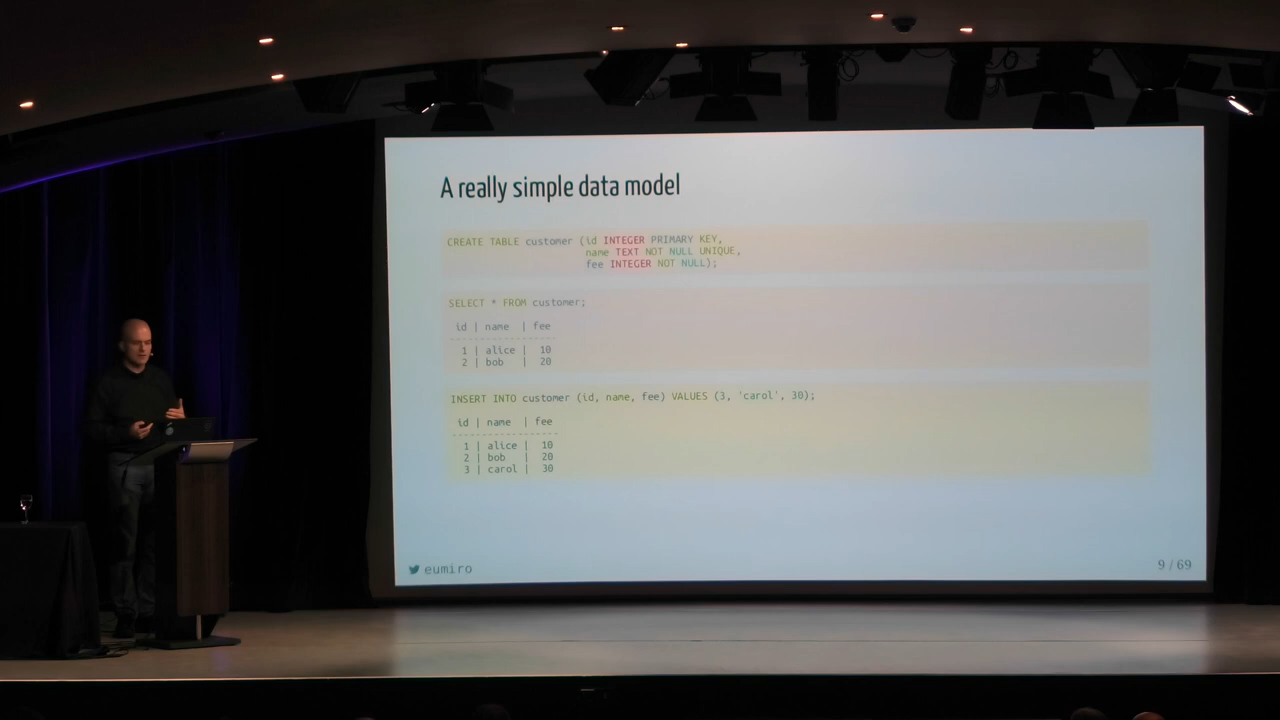 A really simple data model
CREATE TABLE customer (id INTEGER PRIMARY KEY,
name TEXT NOT NULL UNIQUE,
fee INTEGER NOT NULL);
SELECT * FROM customer;
id | name | fee
------------------
1 | alice | 10
2 | bob | 20
INSERT INTO customer (id, name, fee) VALUES (3, 'carol', 30);
id | name | fee
------------------
1 | alice | 10
2 | bob | 20
3 | carol | 30
eumiro
9 / 69